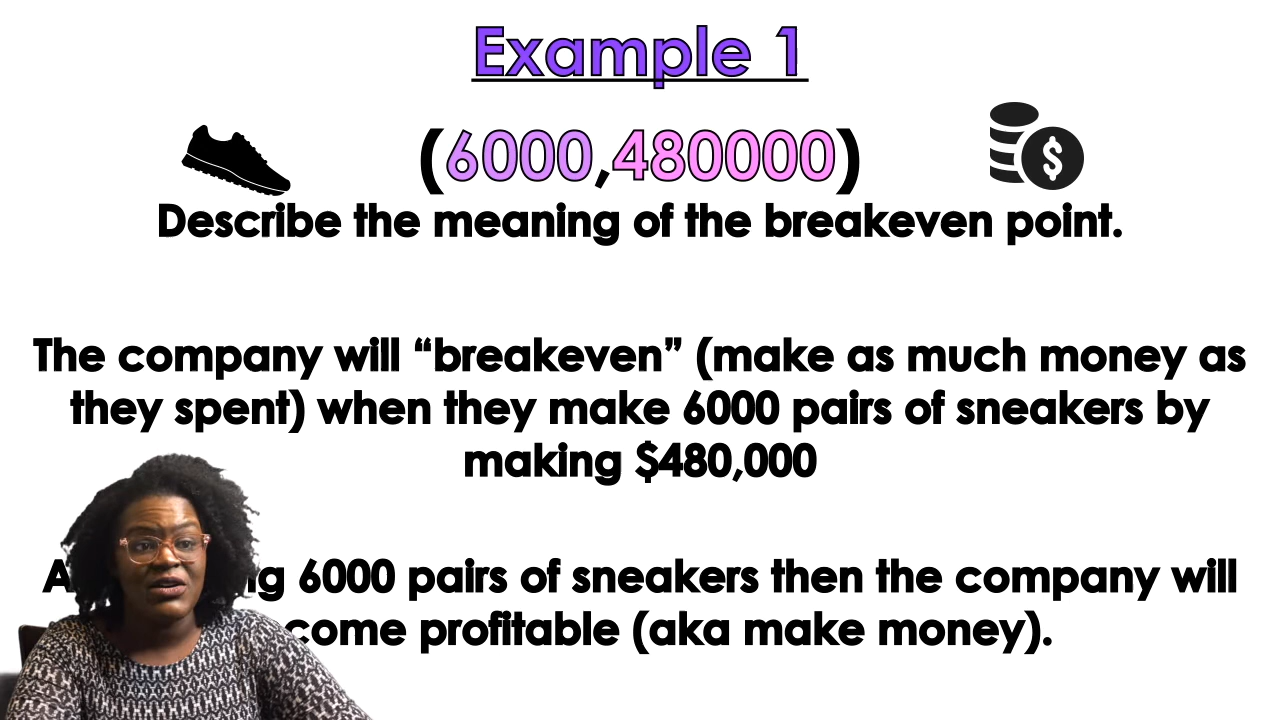 Example 1
(6000,480000)
$
Describe the meaning of the breakeven point.
The company will “breakeven” (make as much money as
they spent) when they make 6000 pairs of sneakers by
making $480,000
6000 pairs of sneakers then the company will
profitable (aka make money).